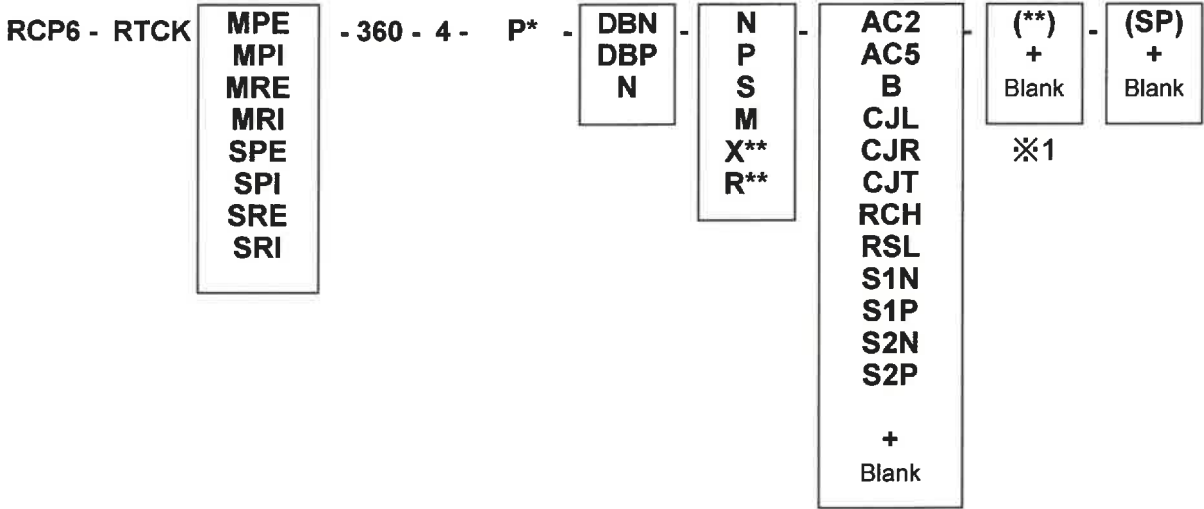 RCP6 - RTCK MPE - 360 - 4 - P* - DBN - N - AC2 - (**) - (SP)
MPI DBP P AC5 + +
MRE N S B Blank Blank
MRI M CJL
SPE X** CJR ※1
SPI R** CJT
SRE RCH
SRI RSL
S1N
S1P
S2N
S2P
+
Blank